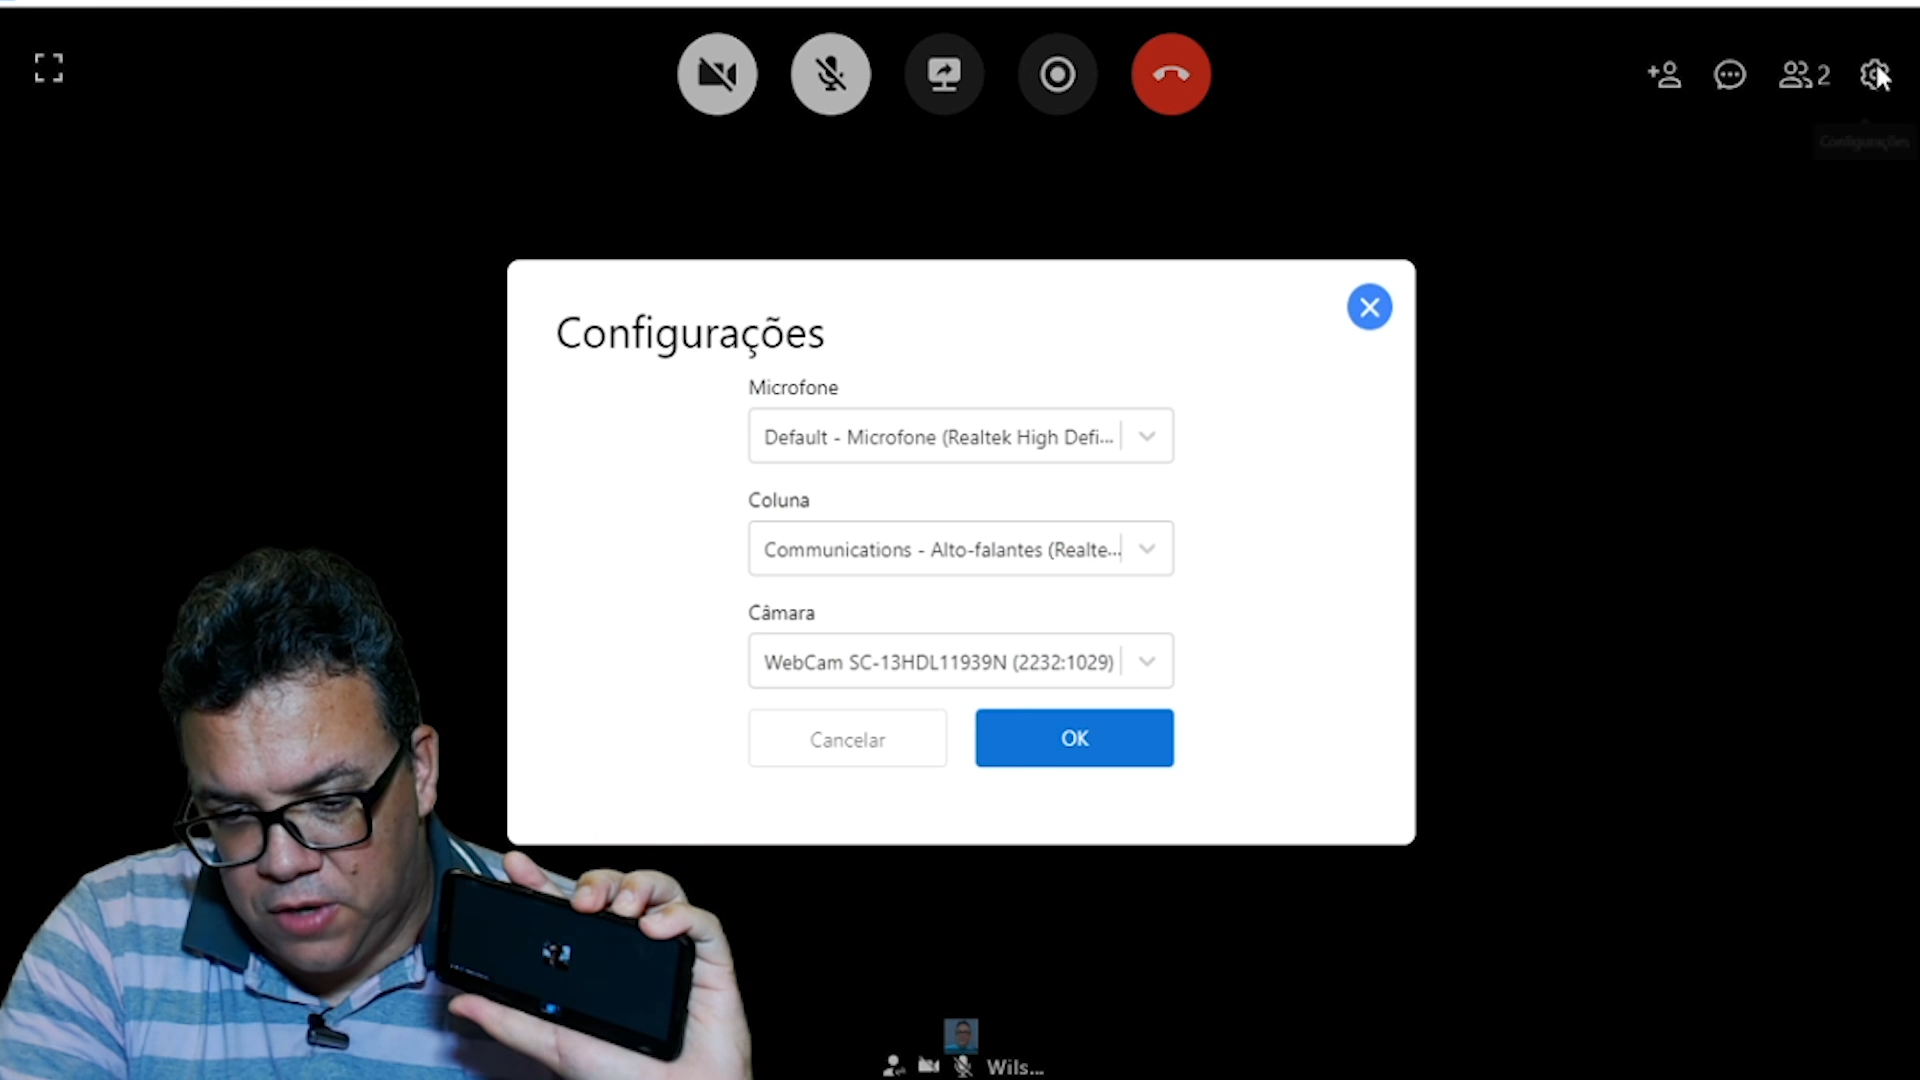 2
Configurações
Configurações
Microfone
Default - Microfone (Realtek High Defi...
Coluna
Communications - Alto-falantes (Realte...
Câmara
WebCam SC-13HDL11939N (2232:1029)
Cancelar
OK
Wils...